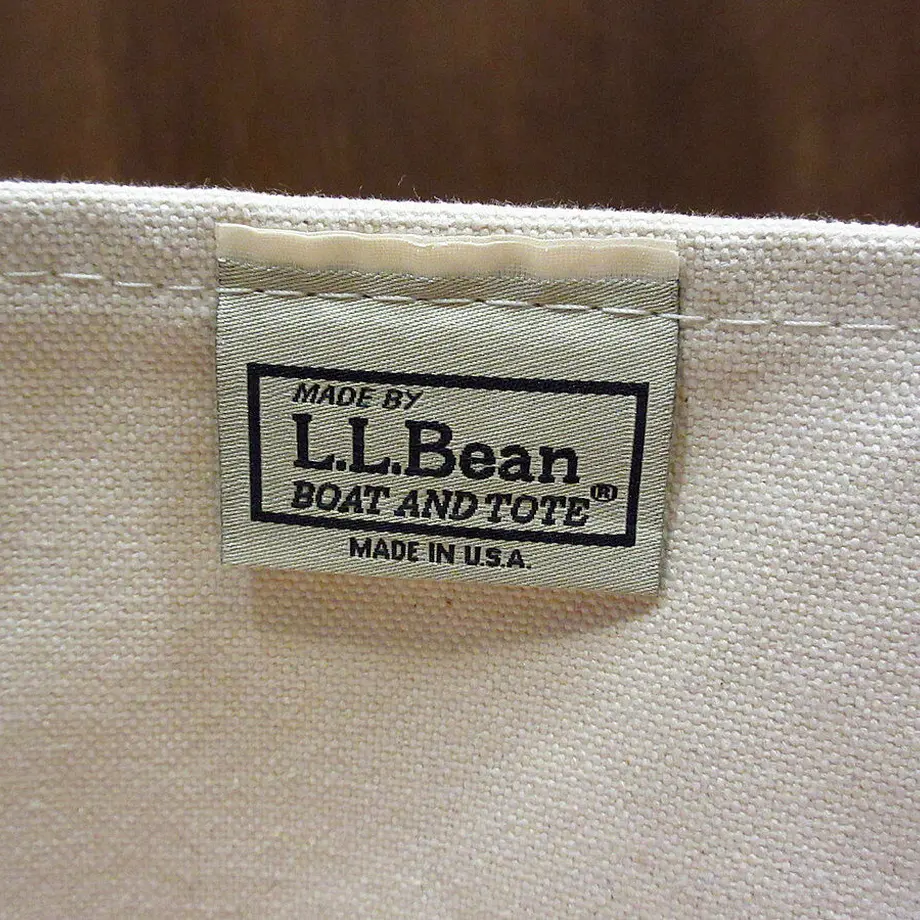 MADE BY
L.L.Bean
BOAT AND TOTE®
MADE IN U.S.A.